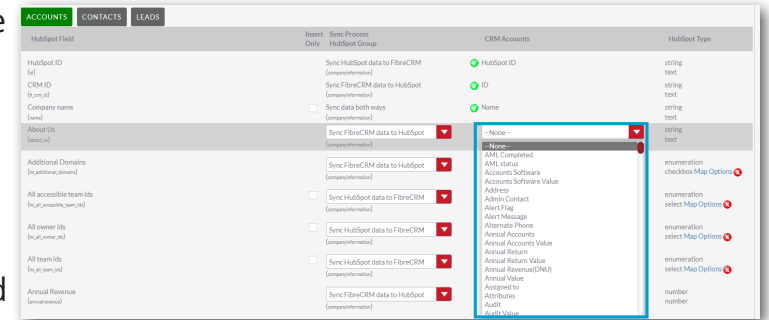 e
ACCOUNTS CONTACTS LEADS
HubSpot Field Insert Only Sync Process HubSpot Group CRM Accounts HubSpot Type
HubSpot ID Sync HubSpot data to FibreCRM HubSpot ID string
(companyinformation) text
CRM ID Sync FibreCRM data to HubSpot ID string
(ft_crm_id) (companyinformation) text
Company name Sync data both ways Name string
(name) (companyinformation) text
About Us Sync FibreCRM data to HubSpot --None-- string
(about_us) (companyinformation) text
--None--
AML Completed
AML status
Accounts Software
Accounts Software Value
Address
Admin Contact
Alert Flag
Alert Message
Alternate Phone
Annual Accounts
Annual Accounts Value
Annual Return
Annual Return Value
Annual Revenue(DNU)
Annual Value
Assigned to
Attributes
Audit
Audit Value
Additional Domains Sync FibreCRM data to HubSpot enumeration
(hs_additional_domains) (companyinformation) checkbox Map Options
All accessible team ids Sync HubSpot data to FibreCRM enumeration
(hs_all_accessible_team_ids) (companyinformation) select Map Options
All owner ids Sync HubSpot data to FibreCRM enumeration
(hs_all_owner_ids) (companyinformation) select Map Options
All team ids Sync HubSpot data to FibreCRM enumeration
(hs_all_team_ids) (companyinformation) select Map Options
d
Annual Revenue Sync FibreCRM data to HubSpot number
(annualrevenue) (companyinformation) number